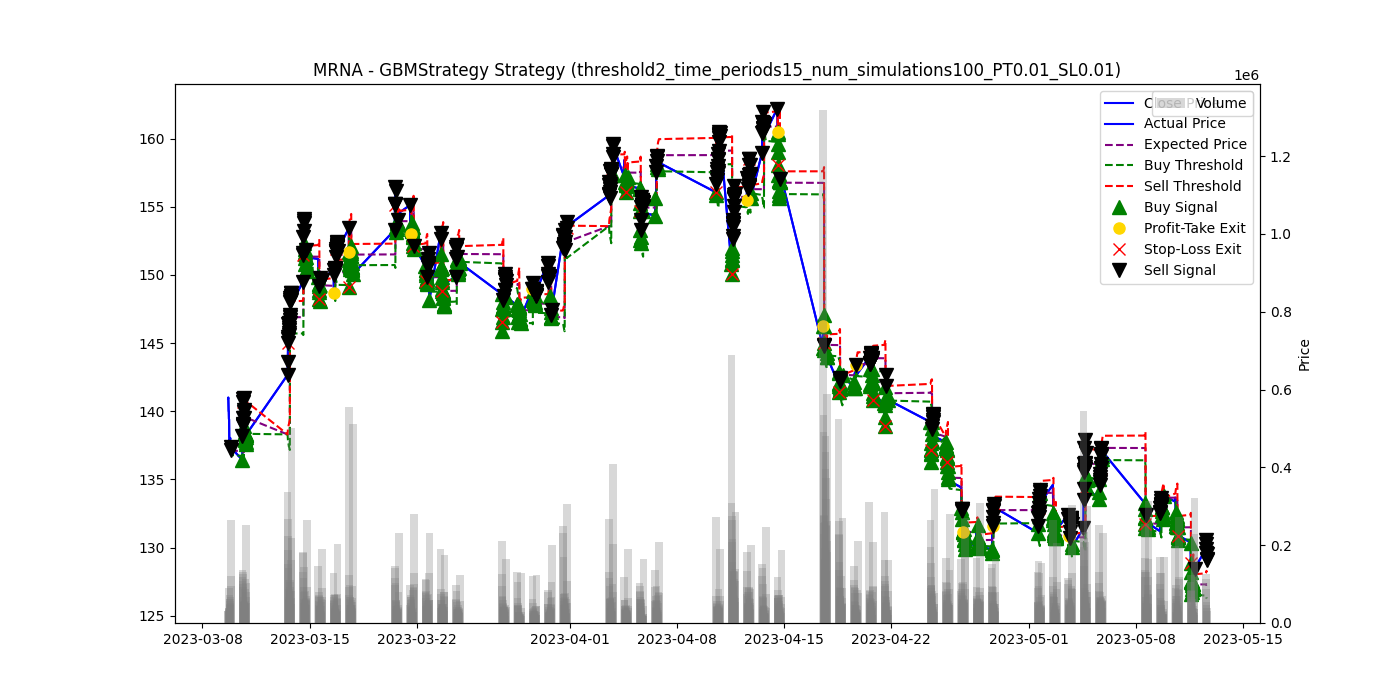 MRNA - GBMStrategy Strategy (threshold2_time_periods15_num_simulations100_PT0.01_SL0.01)
1e6
Volume
Actual Price
Expected Price
Buy Threshold
Sell Threshold
Buy Signal
Profit-Take Exit
Stop-Loss Exit
Sell Signal
160
155
150
145
140
135
130
125
1.2
1.0
0.8
0.6
0.4
0.2
0.0
Price
2023-03-08
2023-03-15
2023-03-22
2023-04-01
2023-04-08
2023-04-15
2023-04-22
2023-05-01
2023-05-08
2023-05-15